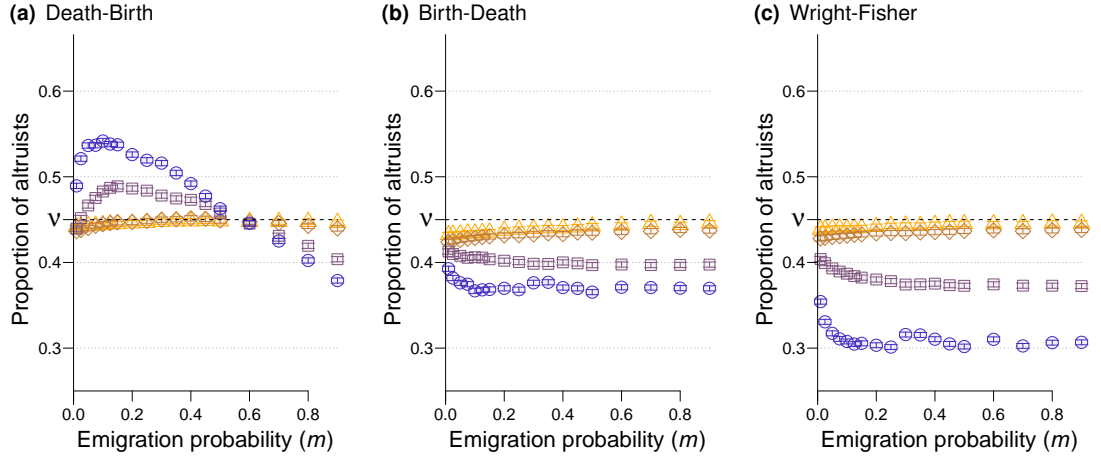 (a) Death-Birth
(b) Birth-Death
(c) Wright-Fisher
Proportion of altruists
0.6
0.5
ν
0.4
0.3
0.0 0.2 0.4 0.6 0.8
Emigration probability (m)
Proportion of altruists
0.6
0.5
ν
0.4
0.3
0.0 0.2 0.4 0.6 0.8
Emigration probability (m)
Proportion of altruists
0.6
0.5
ν
0.4
0.3
0.0 0.2 0.4 0.6 0.8
Emigration probability (m)